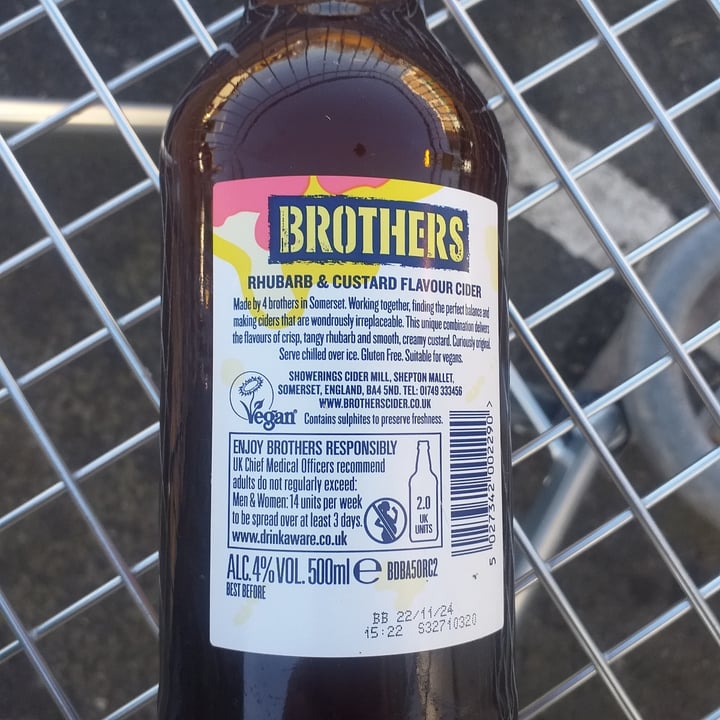 BROTHERS
RHUBARB & CUSTARD FLAVOUR CIDER
Made by 4 brothers in Somerset. Working together, finding the perfect balance and
making ciders that are wondrously irreplaceable. This unique combination delivers
the flavours of crisp, tangy rhubarb and smooth, creamy custard. Curiously original.
Serve chilled over ice. Gluten Free. Suitable for vegans.
SHOWERINGS CIDER MILL, SHEPTON MALLET,
SOMERSET, ENGLAND, BA4 5ND. TEL: 01749 333456
WWW.BROTHERSCIDER.CO.UK
Vegan
Contains sulphites to preserve freshness.
ENJOY BROTHERS RESPONSIBLY
UK Chief Medical Officers recommend
adults do not regularly exceed:
Men & Women: 14 units per week
to be spread over at least 3 days.
www.drinkaware.co.uk
2.0
UK
UNITS
5 027342 002290 >
ALC. 4% VOL. 500ml e BDBA50RC2
BEST BEFORE
BB 22/11/24
15:22 S32710320